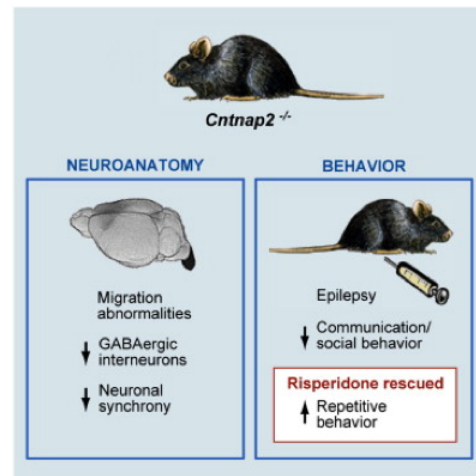 Cntnap2 -/-
NEUROANATOMY
Migration
abnormalities
↓ GABAergic
interneurons
↓ Neuronal
synchrony
BEHAVIOR
Epilepsy
↓ Communication/
social behavior
Risperidone rescued
↑ Repetitive
behavior